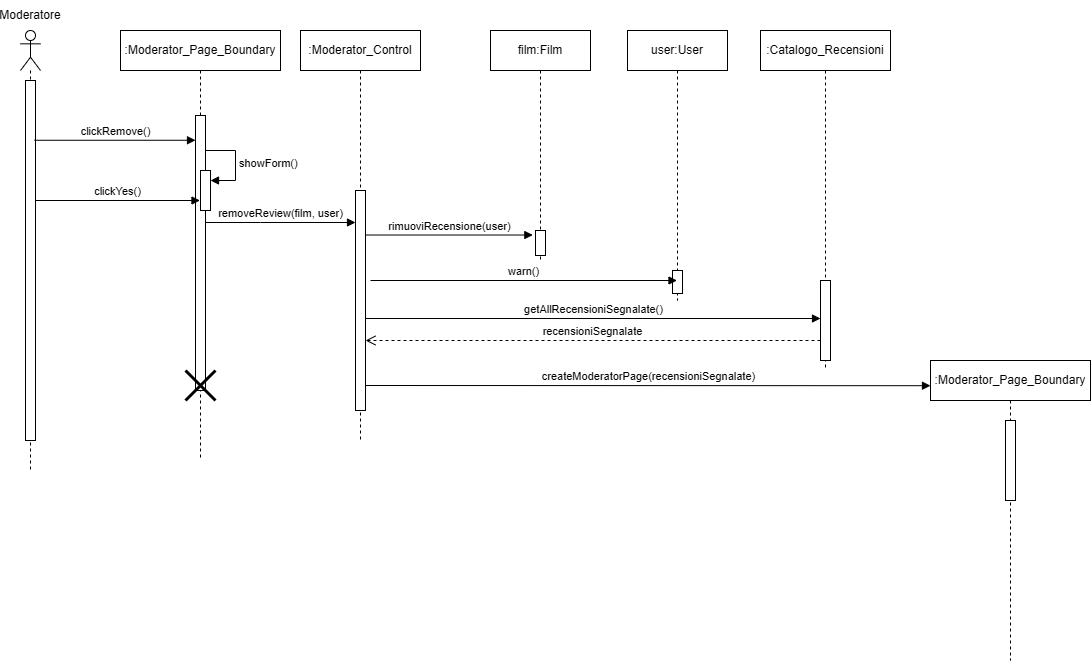 Moderatore
:Moderator_Page_Boundary
:Moderator_Control
film:Film
user:User
:Catalogo_Recensioni
clickRemove()
showForm()
clickYes()
removeReview(film, user)
rimuoviRecensione(user)
warn()
getAllRecensioniSegnalate()
recensioniSegnalate
createModeratorPage(recensioniSegnalate)
:Moderator_Page_Boundary